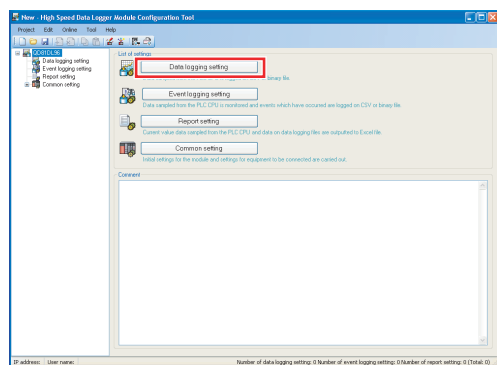 New - High Speed Data Logger Module Configuration Tool
Project Edit Online Tool Help
QD81DL96
Data logging setting
Event logging setting
Report setting
Common setting
List of settings
Data logging setting
binary file.
Event logging setting
Data sampled from the PLC CPU is monitored and events which have occured are logged on CSV or binary file.
Report setting
Current value data sampled from the PLC CPU and data on data logging files are outputted to Excel file.
Common setting
Initial settings for the module and settings for equipment to be connected are carried out.
Comment
IP address: User name: Number of data logging setting: 0 Number of event logging setting: 0 Number of report setting: 0 (Total: 0)